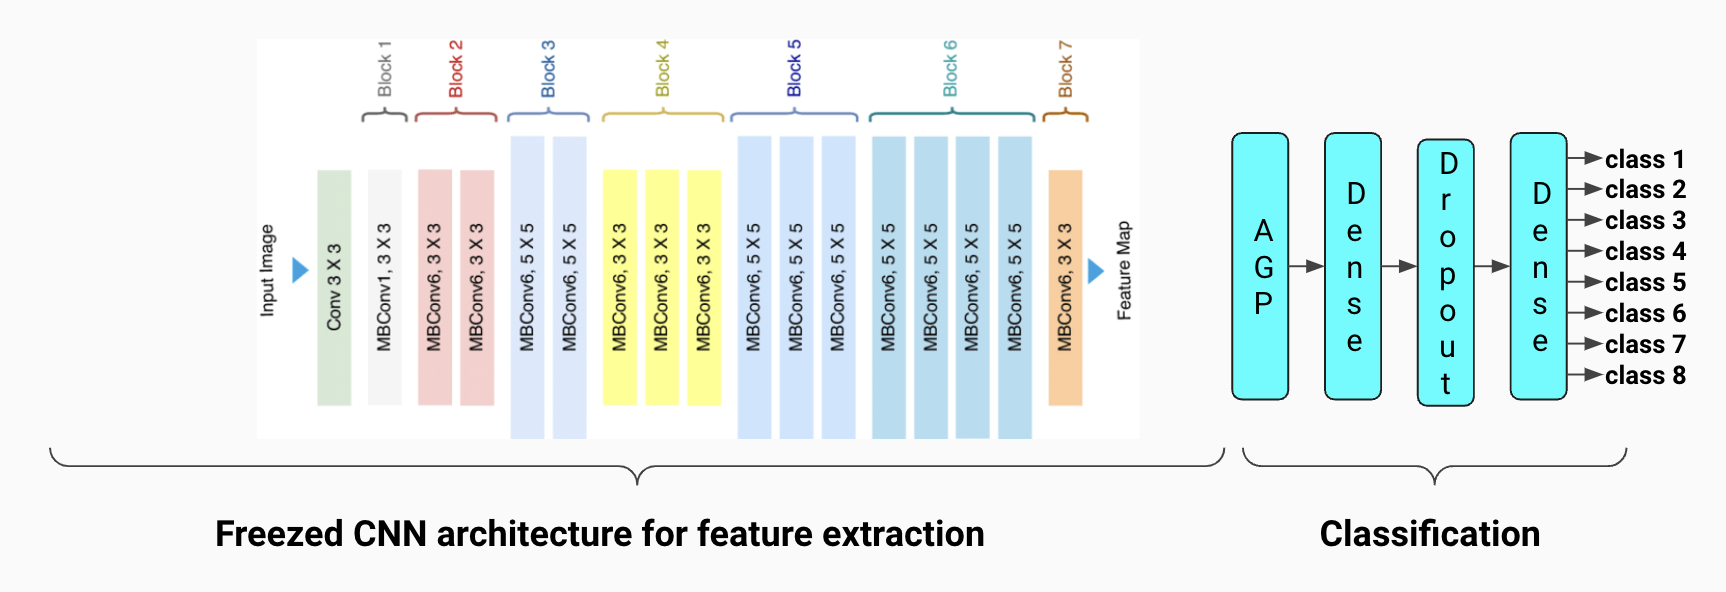 Block 1
Block 2
Block 3
Block 4
Block 5
Block 6
Block 7
Input Image
Conv 3 X 3
MBConv1, 3 X 3
MBConv6, 3 X 3
MBConv6, 3 X 3
MBConv6, 5 X 5
MBConv6, 5 X 5
MBConv6, 3 X 3
MBConv6, 3 X 3
MBConv6, 3 X 3
MBConv6, 5 X 5
MBConv6, 5 X 5
MBConv6, 5 X 5
MBConv6, 5 X 5
MBConv6, 5 X 5
MBConv6, 5 X 5
MBConv6, 5 X 5
MBConv6, 3 X 3
Feature Map
AGP
Dense
Dropout
Dense
class 1
class 2
class 3
class 4
class 5
class 6
class 7
class 8
Freezed CNN architecture for feature extraction
Classification